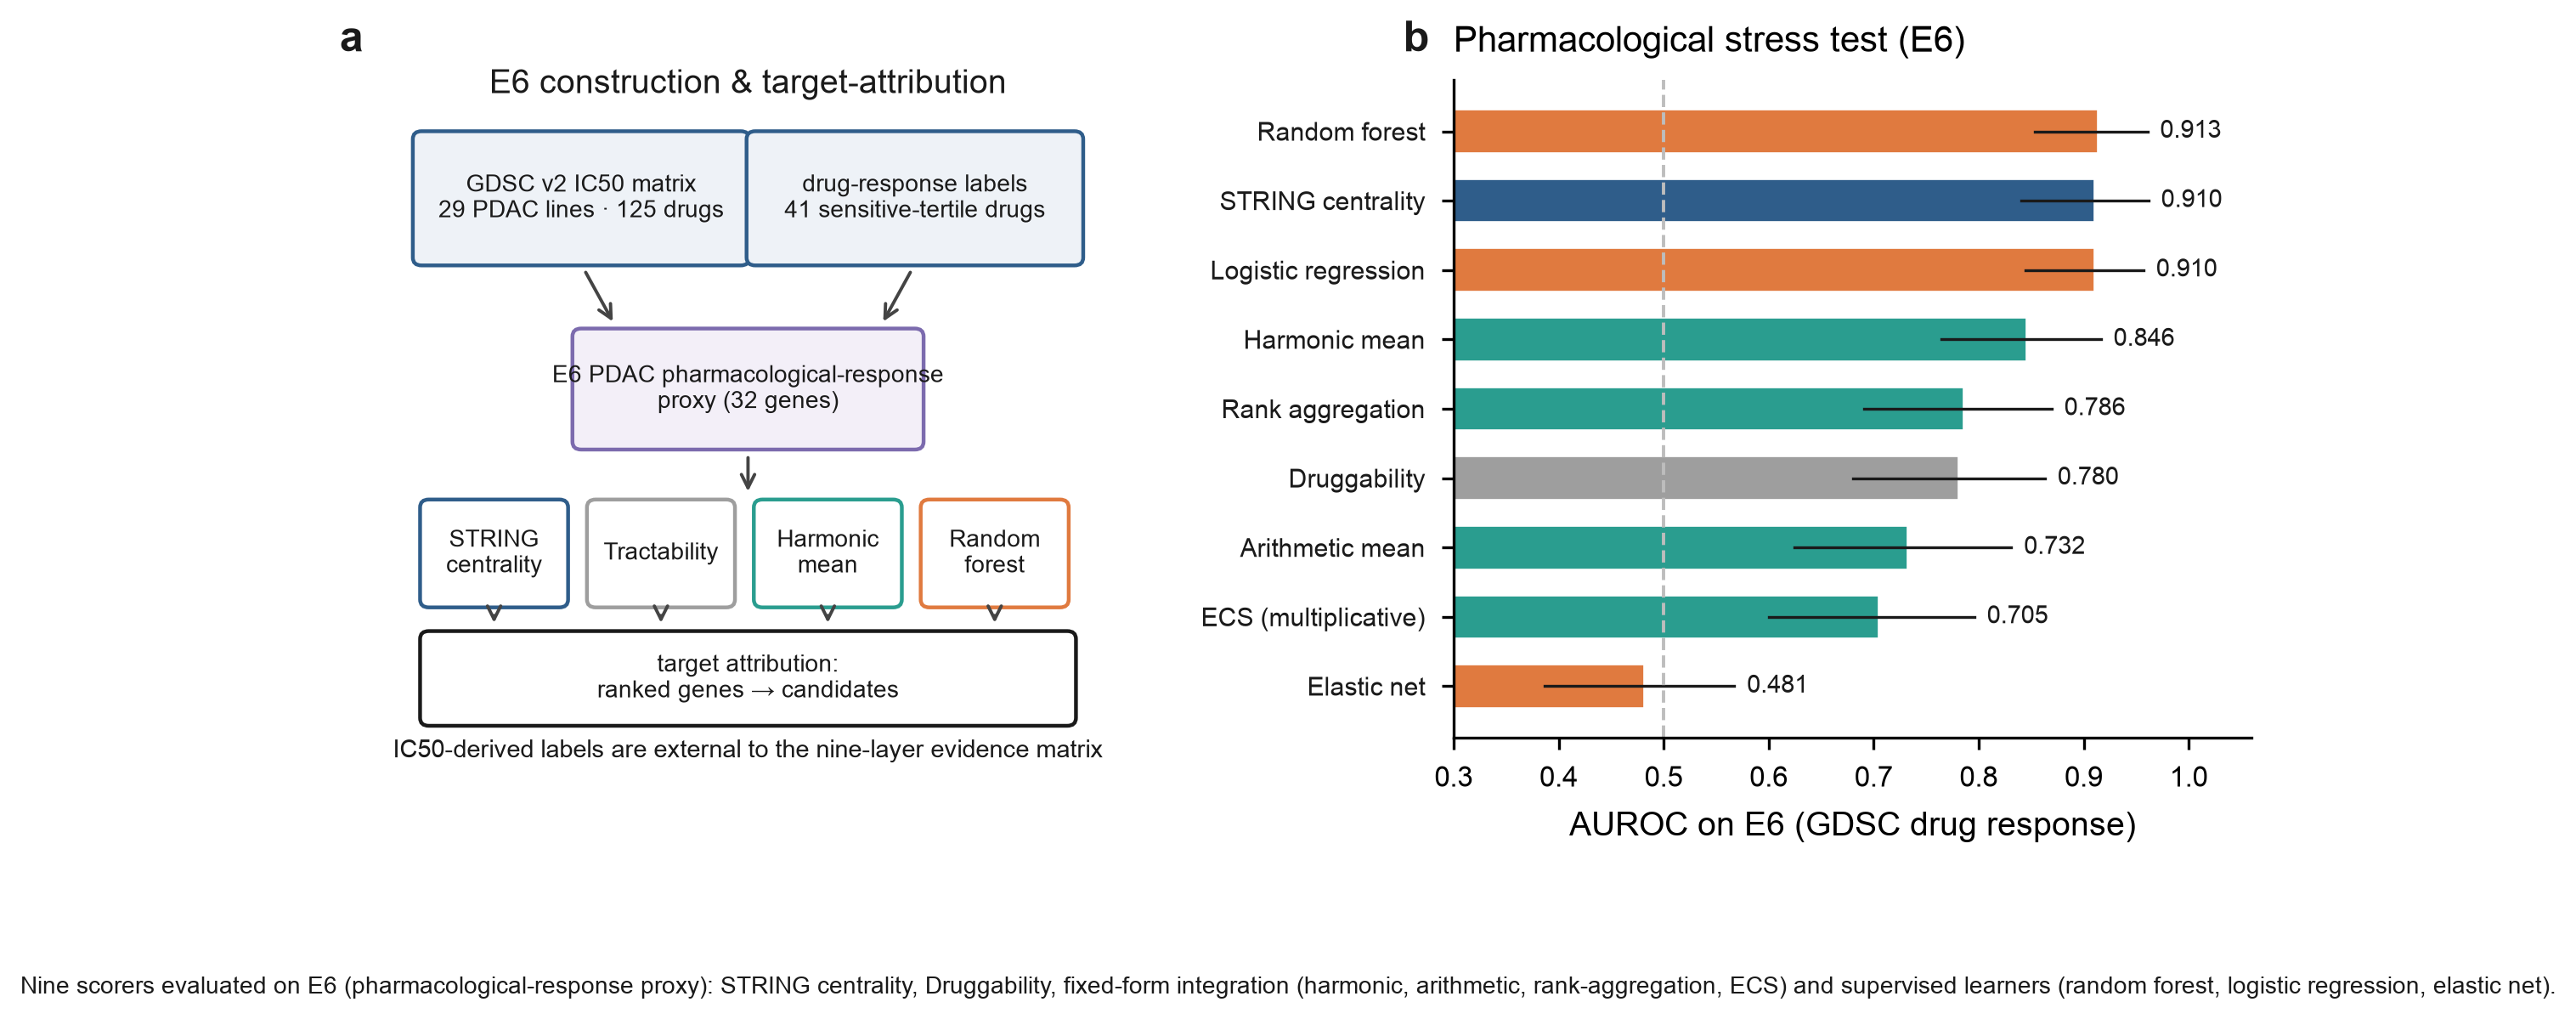 a
E6 construction & target-attribution
GDSC v2 IC50 matrix
29 PDAC lines · 125 drugs
drug-response labels
41 sensitive-tertile drugs
E6 PDAC pharmacological-response
proxy (32 genes)
STRING
centrality
Tractability
Harmonic
mean
Random
forest
target attribution:
ranked genes → candidates
IC50-derived labels are external to the nine-layer evidence matrix
b Pharmacological stress test (E6)
Random forest 0.913
STRING centrality 0.910
Logistic regression 0.910
Harmonic mean 0.846
Rank aggregation 0.786
Druggability 0.780
Arithmetic mean 0.732
ECS (multiplicative) 0.705
Elastic net 0.481
0.3 0.4 0.5 0.6 0.7 0.8 0.9 1.0
AUROC on E6 (GDSC drug response)
Nine scorers evaluated on E6 (pharmacological-response proxy): STRING centrality, Druggability, fixed-form integration (harmonic, arithmetic, rank-aggregation, ECS) and supervised learners (random forest, logistic regression, elastic net).